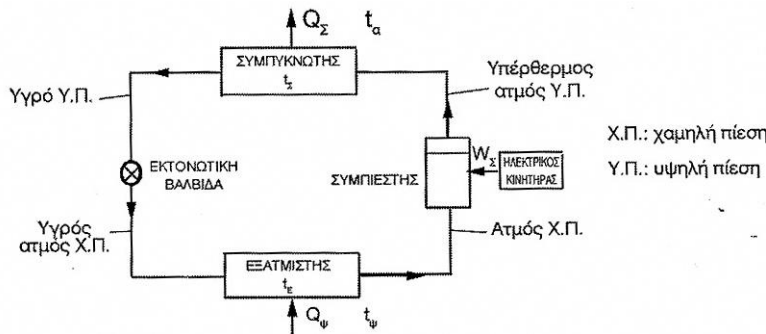 Q_Σ t_α
ΣΥΜΠΥΚΝΩΤΗΣ
t_Σ
Υγρό Υ.Π.
Υπέρθερμος
ατμός Υ.Π.
Χ.Π.: χαμηλή πίεση
Υ.Π.: υψηλή πίεση
ΕΚΤΟΝΩΤΙΚΗ
ΒΑΛΒΙΔΑ
ΣΥΜΠΙΕΣΤΗΣ
W_Σ
ΗΛΕΚΤΡΙΚΟΣ
ΚΙΝΗΤΗΡΑΣ
Υγρός
ατμός Χ.Π.
Ατμός Χ.Π.
ΕΞΑΤΜΙΣΤΗΣ
t_E
Q_ψ t_ψ